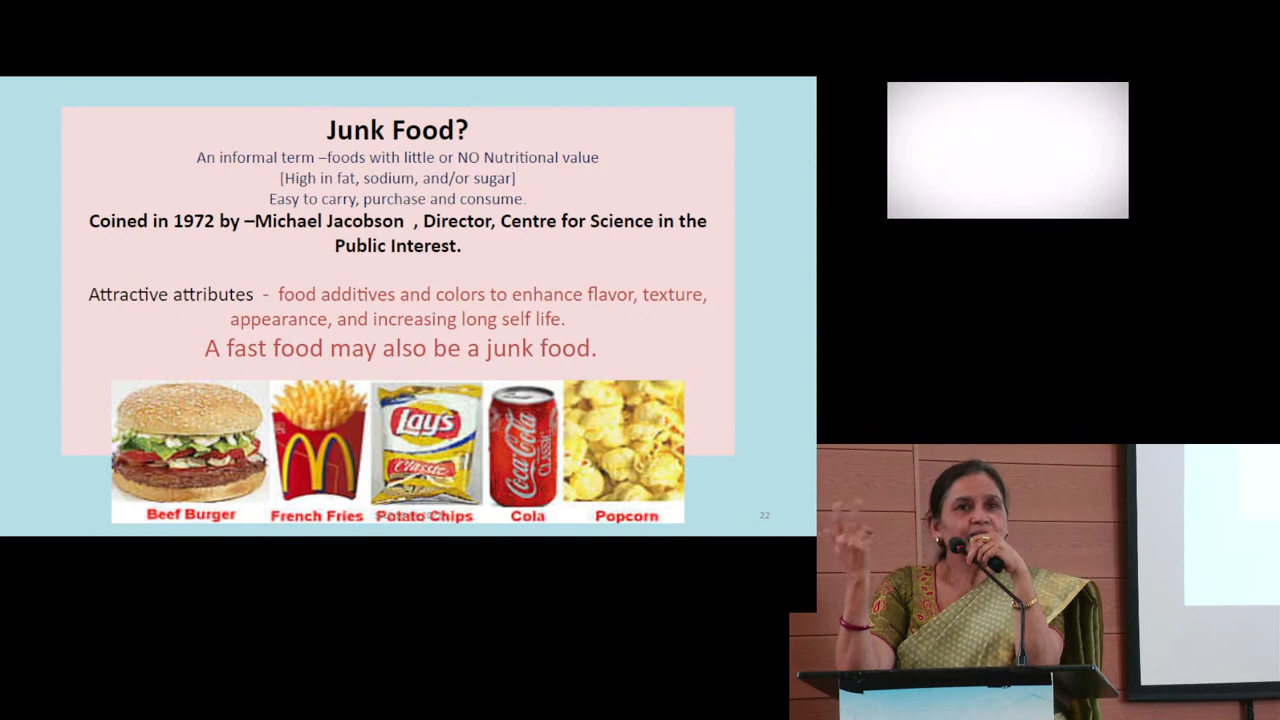 Junk Food?
An informal term –foods with little or NO Nutritional value
[High in fat, sodium, and/or sugar]
Easy to carry, purchase and consume.
Coined in 1972 by –Michael Jacobson , Director, Centre for Science in the
Public Interest.
Attractive attributes - food additives and colors to enhance flavor, texture,
appearance, and increasing long self life.
A fast food may also be a junk food.
Lay's
Classic
Coca-Cola
CLASSIC
Beef Burger
French Fries
Potato Chips
Cola
Popcorn
22